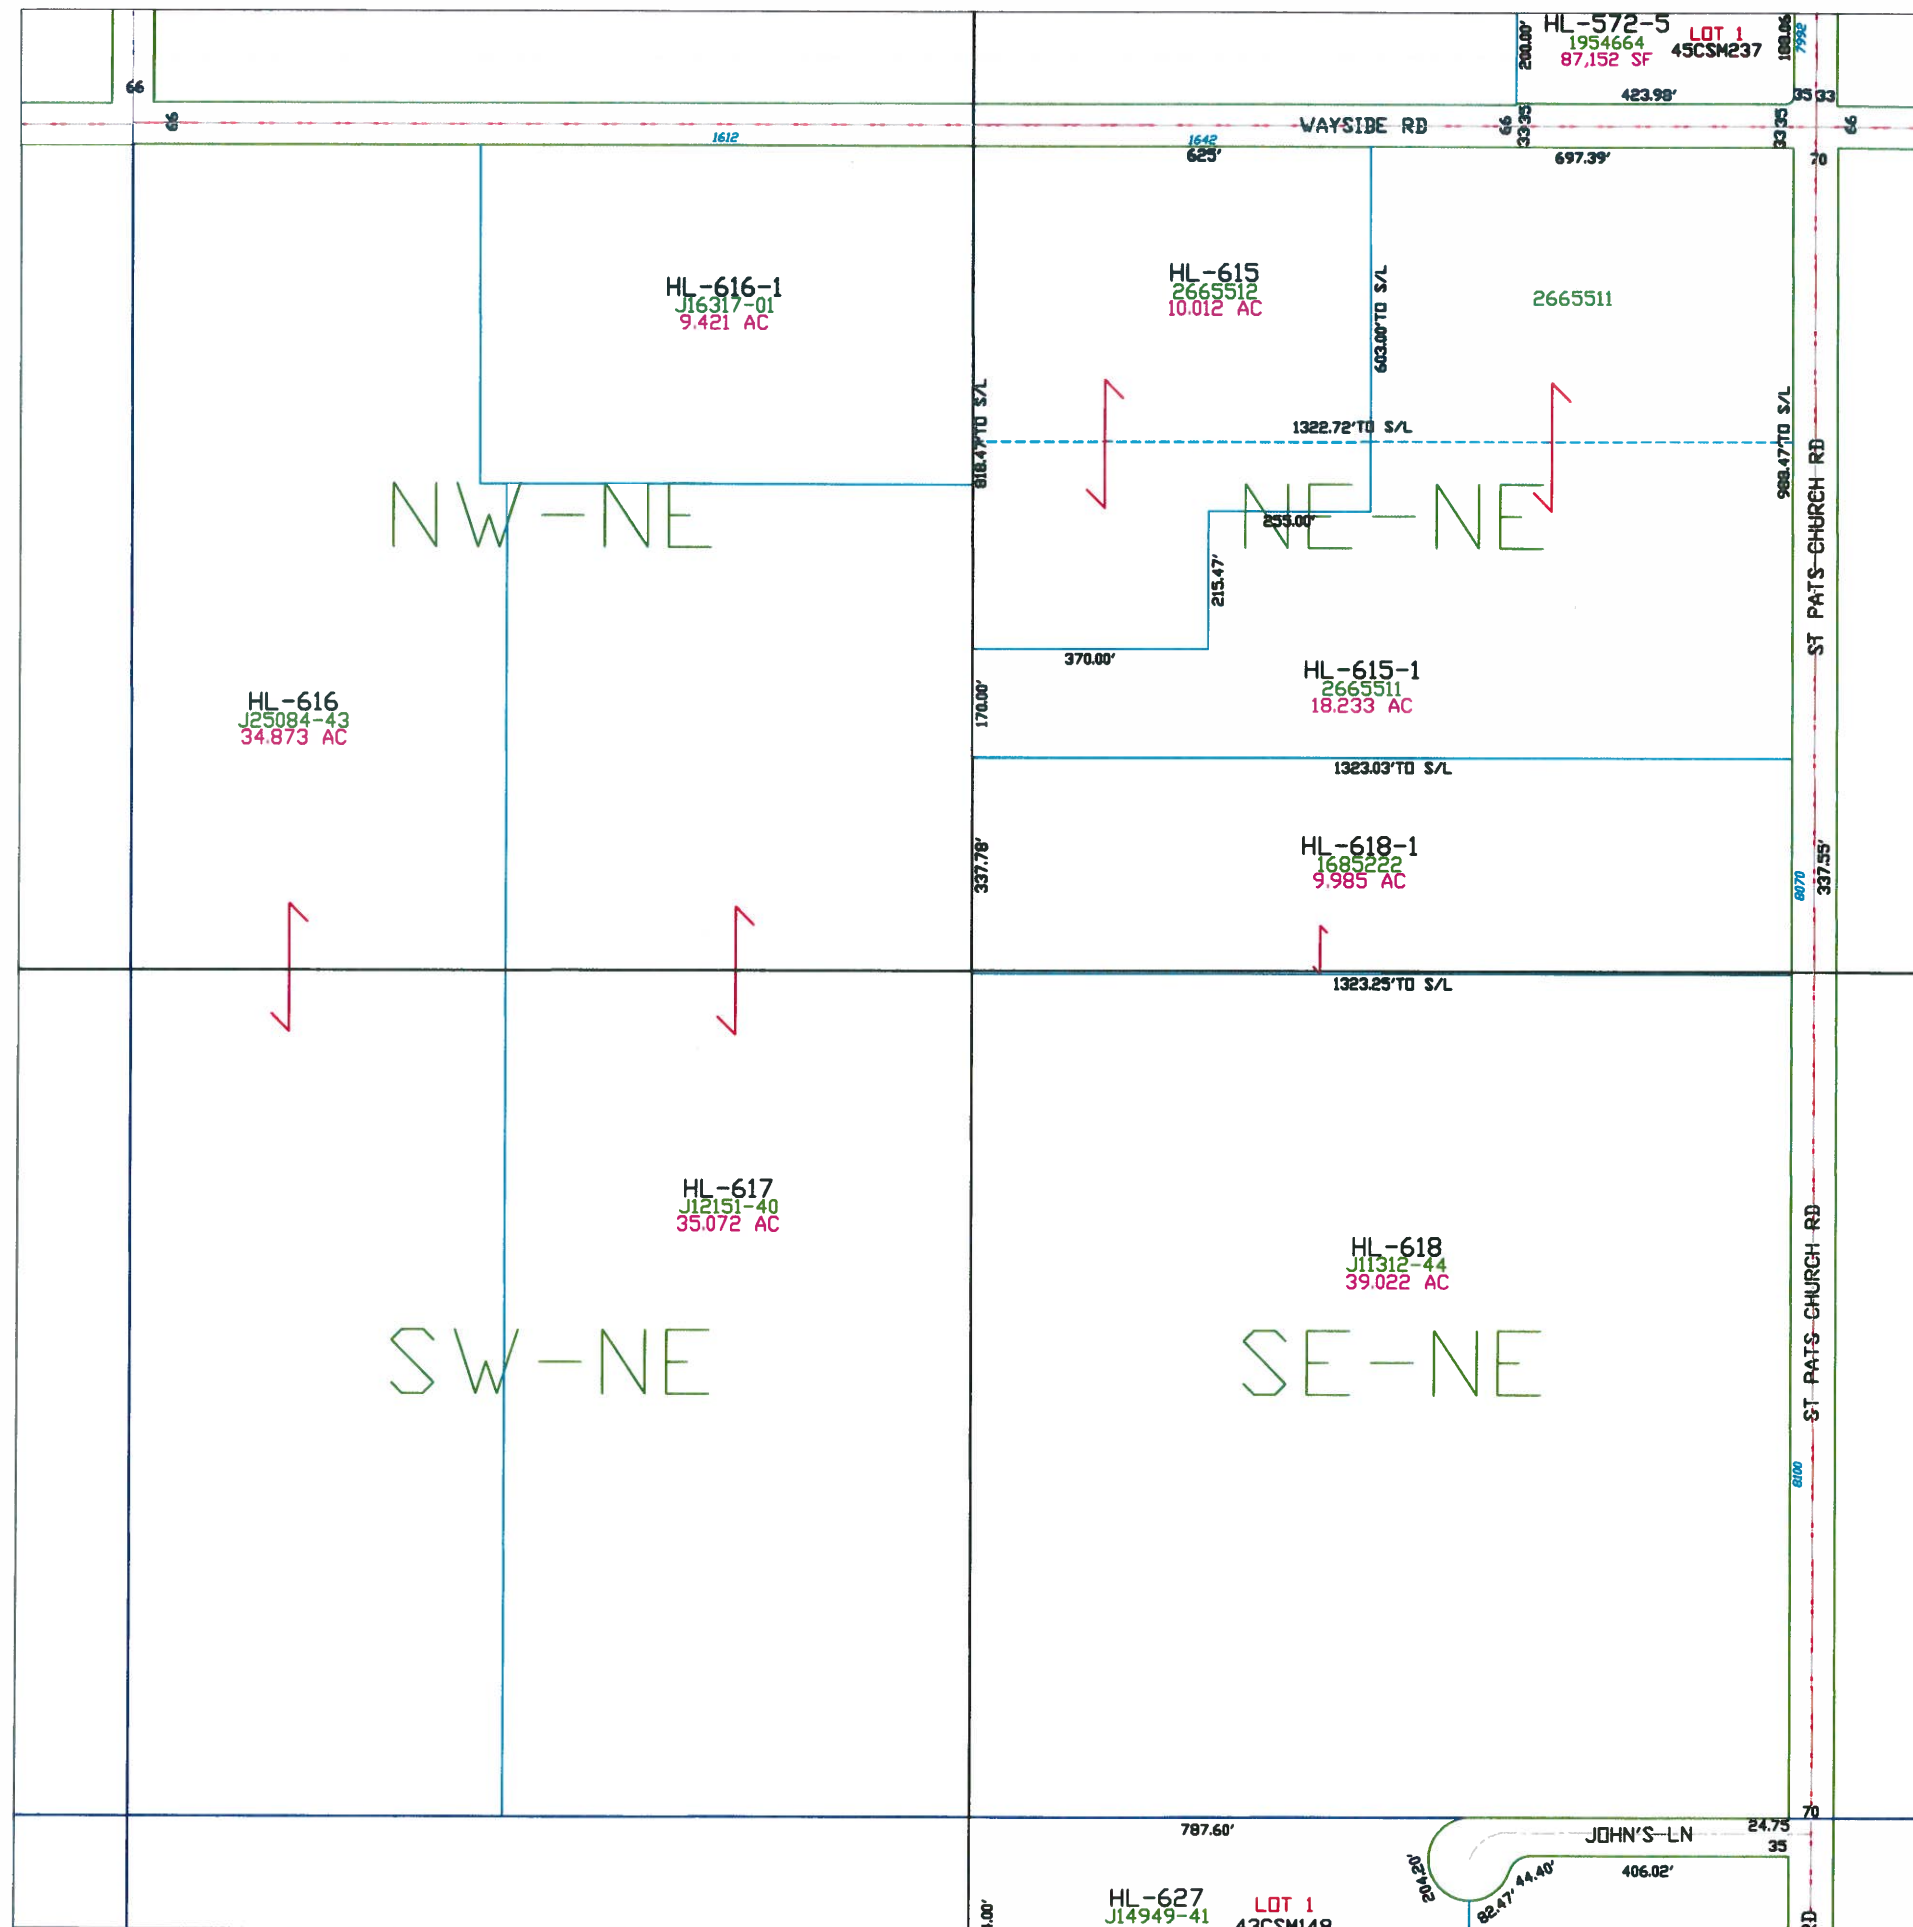 HL-572-5
1954664
87,152 SF
LOT 1
45CSM237
200.00'
188.06
7992
423.98'
35 33
66
66
WAYSIDE RD
66
33 35
33 35
66
1612
1642
625'
697.39'
70
HL-616-1
J16317-01
9.421 AC
HL-615
2665512
10.012 AC
603.00'TO S/L
2665511
818.47'TO S/L
1322.72'TO S/L
988.47'TO S/L
ST PATS CHURCH RD
NW-NE
NE-NE
255.00'
215.47'
370.00'
170.00'
HL-615-1
2665511
18.233 AC
HL-616
J25084-43
34.873 AC
1323.03'TO S/L
337.78'
HL-618-1
1685222
9.985 AC
8070
337.55'
1323.25'TO S/L
HL-617
J12151-40
35.072 AC
HL-618
J11312-44
39.022 AC
ST PATS CHURCH RD
SW-NE
SE-NE
8100
787.60'
70
24.75
JOHN'S LN
35
204.20'
82.47'
44.40'
406.02'
HL-627
J14949-41
LOT 1